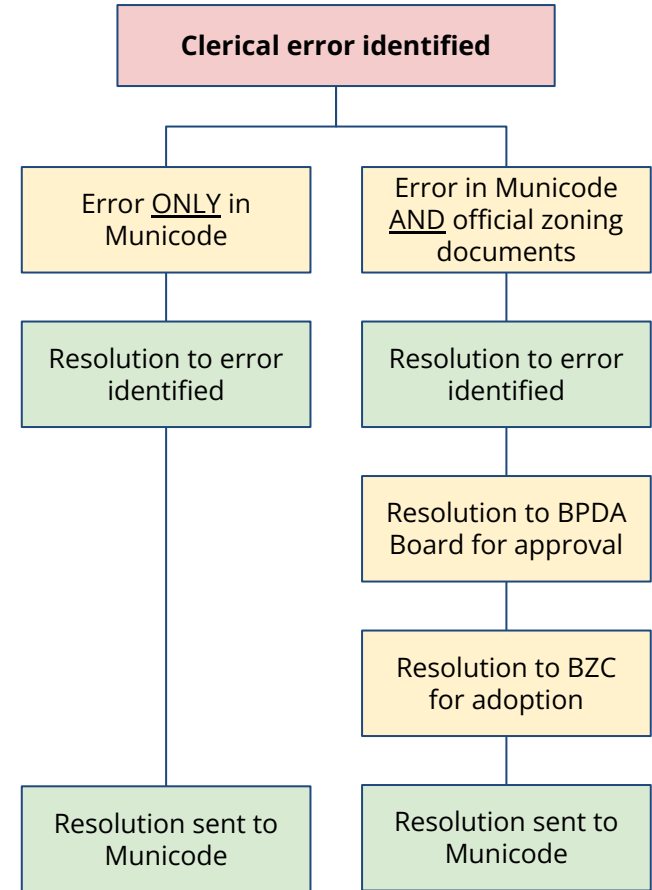 Clerical error identified
Error ONLY in
Municode
Resolution to error
identified
Resolution sent to
Municode
Error in Municode
AND official zoning
documents
Resolution to error
identified
Resolution to BPDA
Board for approval
Resolution to BZC
for adoption
Resolution sent to
Municode